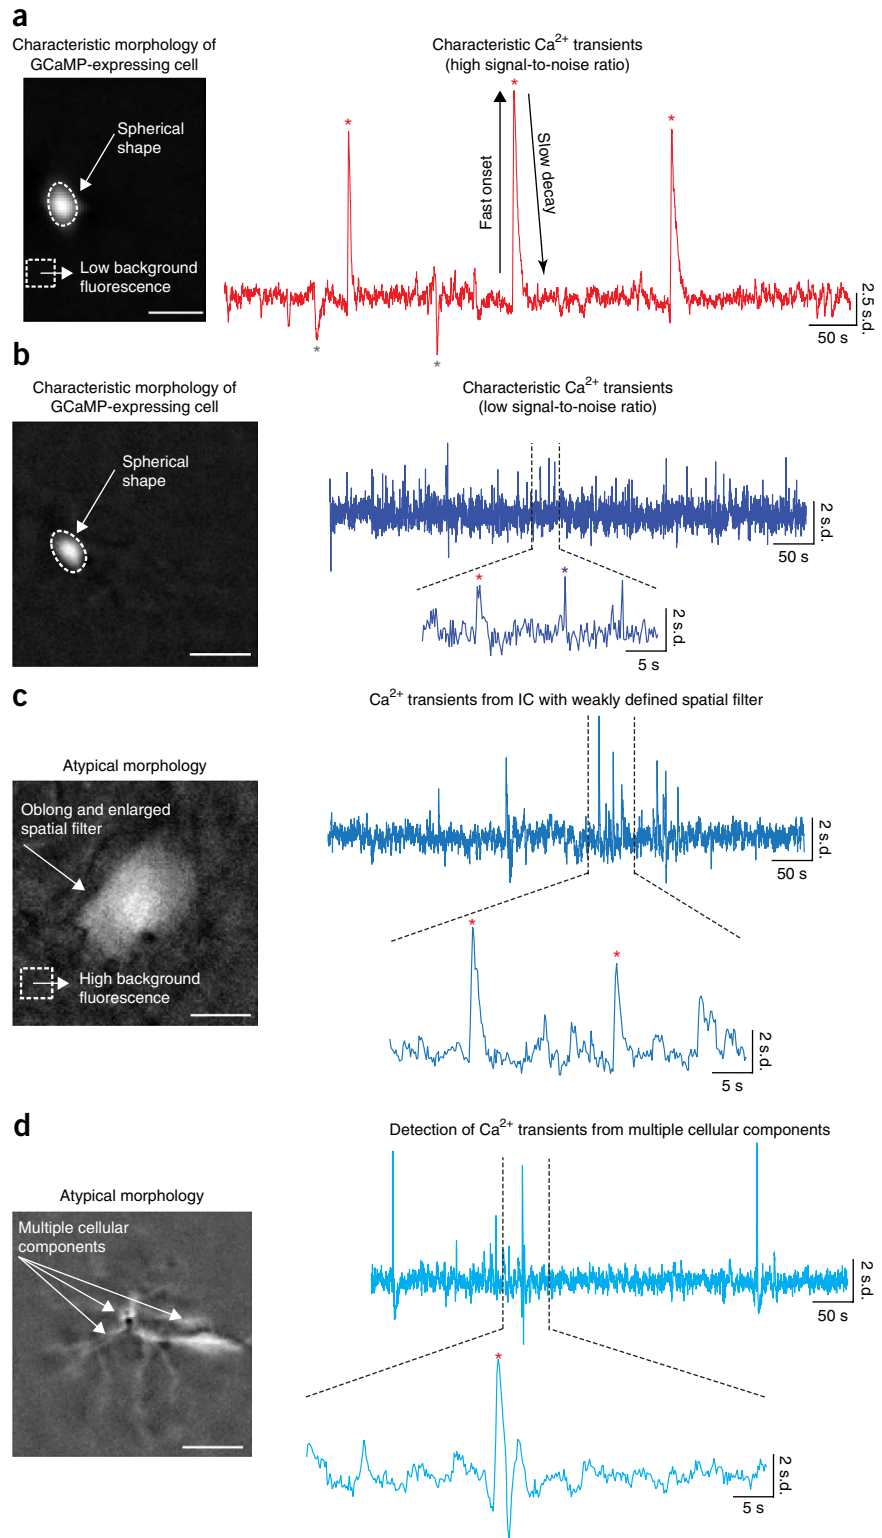 a
Characteristic morphology of
GCaMP-expressing cell
Spherical
shape
Low background
fluorescence
Characteristic Ca2+ transients
(high signal-to-noise ratio)
*
*
*
Fast onset
Slow decay
*
*
2.5 s.d.
50 s
b
Characteristic morphology of
GCaMP-expressing cell
Spherical
shape
Characteristic Ca2+ transients
(low signal-to-noise ratio)
2 s.d.
50 s
*
*
2 s.d.
5 s
c
Atypical morphology
Oblong and enlarged
spatial filter
High background
fluorescence
Ca2+ transients from IC with weakly defined spatial filter
2 s.d.
50 s
*
*
2 s.d.
5 s
d
Atypical morphology
Multiple cellular
components
Detection of Ca2+ transients from multiple cellular components
2 s.d.
50 s
*
2 s.d.
5 s